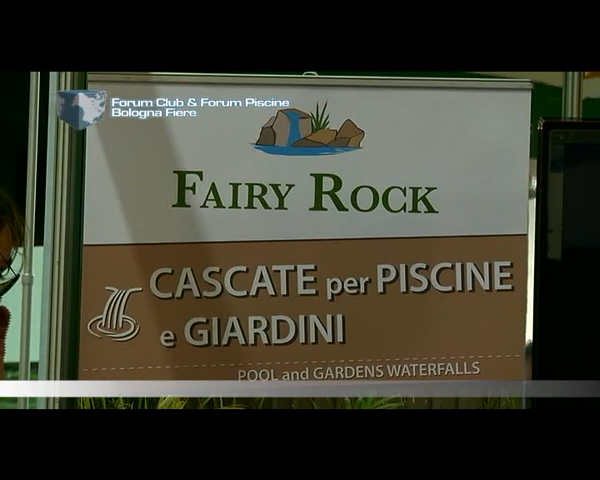 Forum Club & Forum Piscine
Bologna Fiere
FAIRY ROCK
CASCATE per PISCINE
e GIARDINI
POOL and GARDENS WATERFALLS